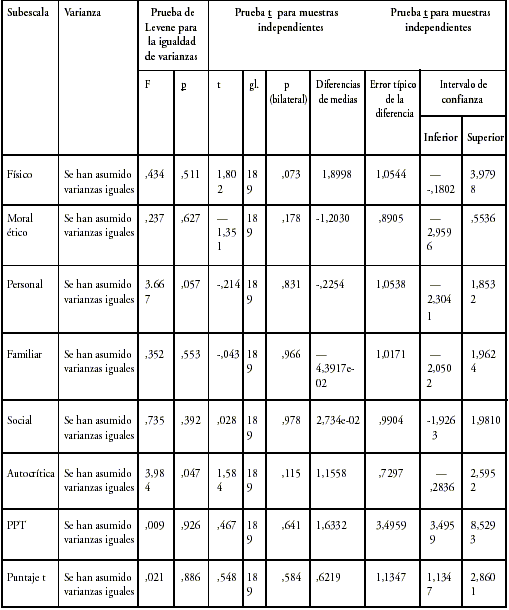 Subescala Varianza Prueba de Levene para la igualdad de varianzas Prueba t para muestras independientes Prueba t para muestras independientes
F p t gl. p (bilateral) Diferencias de medias Error típico de la diferencia Intervalo de confianza
Inferior Superior
Físico Se han asumido varianzas iguales ,434 ,511 1,802 189 ,073 1,8998 1,0544 —-,1802 3,9798
Moral ético Se han asumido varianzas iguales ,237 ,627 —1,351 189 ,178 -1,2030 ,8905 —2,9596 ,5536
Personal Se han asumido varianzas iguales 3.667 ,057 -,214 189 ,831 -,2254 1,0538 —2,3041 1,8532
Familiar Se han asumido varianzas iguales ,352 ,553 -,043 189 ,966 —4,3917e-02 1,0171 —2,0502 1,9624
Social Se han asumido varianzas iguales ,735 ,392 ,028 189 ,978 2,734e-02 ,9904 -1,9263 1,9810
Autocrítica Se han asumido varianzas iguales 3,984 ,047 1,584 189 ,115 1,1558 ,7297 —,2836 2,5952
PPT Se han asumido varianzas iguales ,009 ,926 ,467 189 ,641 1,6332 3,4959 3,4959 8,5293
Puntaje t Se han asumido varianzas iguales ,021 ,886 ,548 189 ,584 ,6219 1,1347 1,1347 2,8601